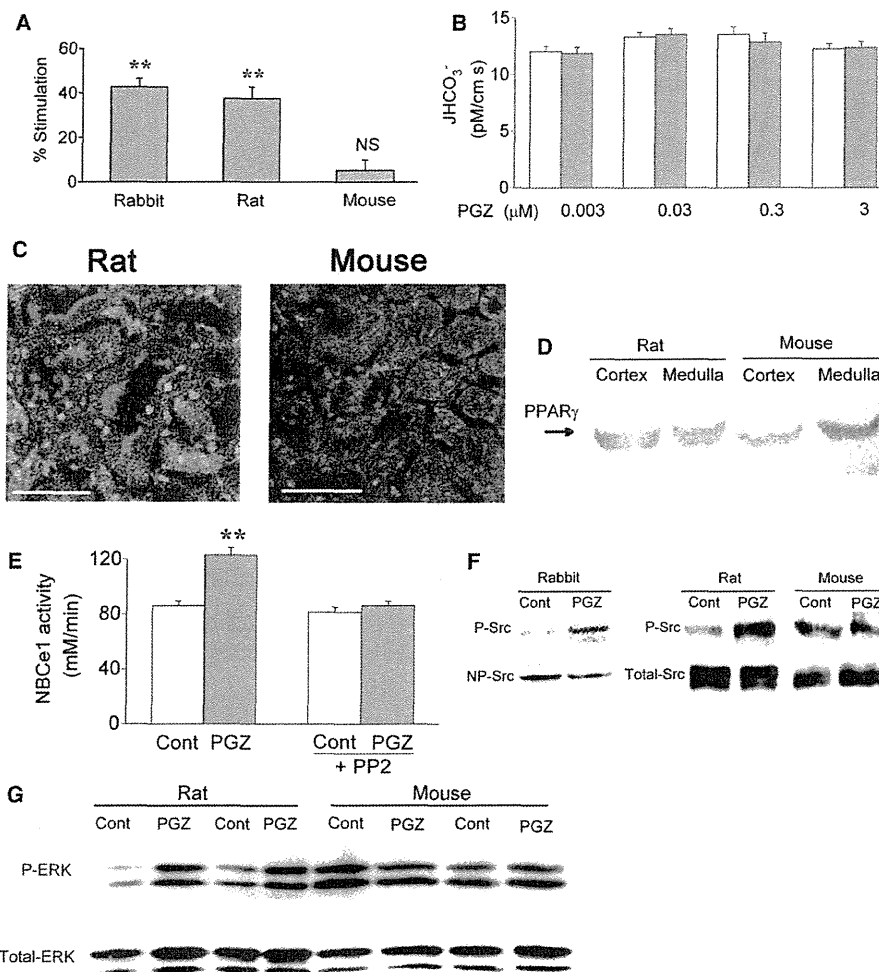 A
60
40
20
0
% Stimulation
**
**
NS
Rabbit Rat Mouse
B
15
10
5
0
JHCO3-
(pM/cm s)
PGZ (μM) 0.003 0.03 0.3 3
C
Rat Mouse
D
Rat Mouse
Cortex Medulla Cortex Medulla
PPARγ
E
120
80
40
0
NBCe1 activity
(mM/min)
**
Cont PGZ Cont PGZ
+ PP2
F
Rabbit Rat Mouse
Cont PGZ Cont PGZ Cont PGZ
P-Src P-Src
NP-Src Total-Src
G
Rat Mouse
Cont PGZ Cont PGZ Cont PGZ Cont PGZ
P-ERK
Total-ERK